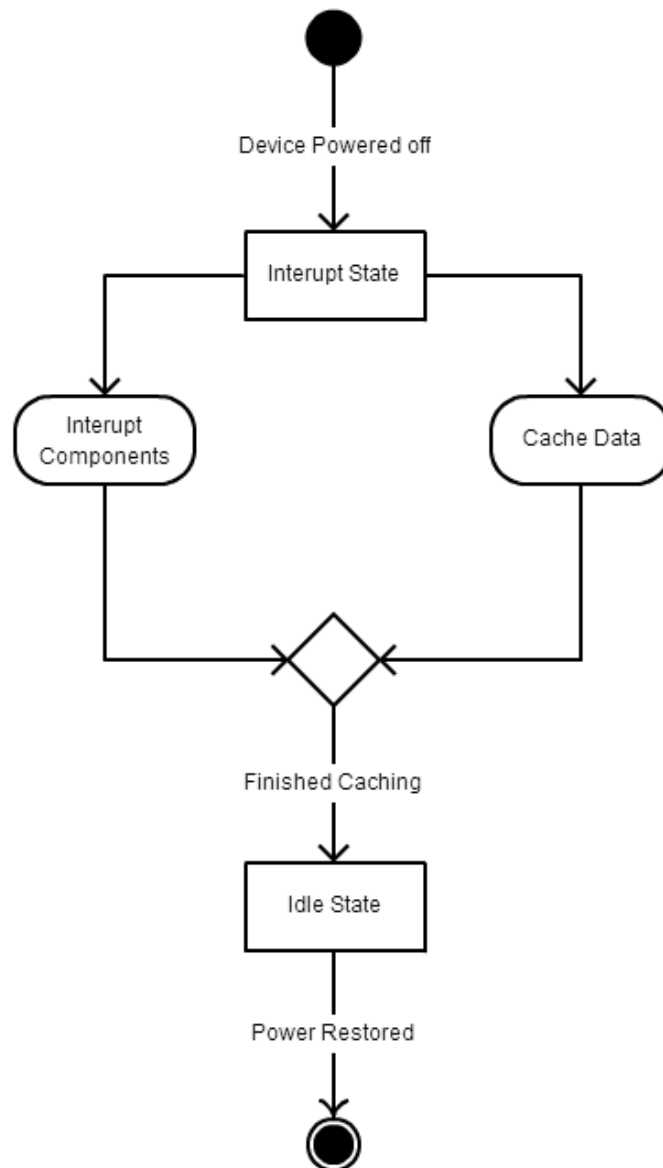 Device Powered off
Interupt State
Interupt
Components
Cache Data
Finished Caching
Idle State
Power Restored